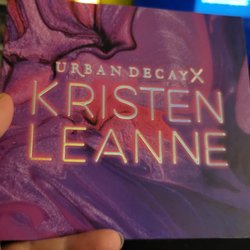 URBAN DECAY X
KRISTEN
LEANNE